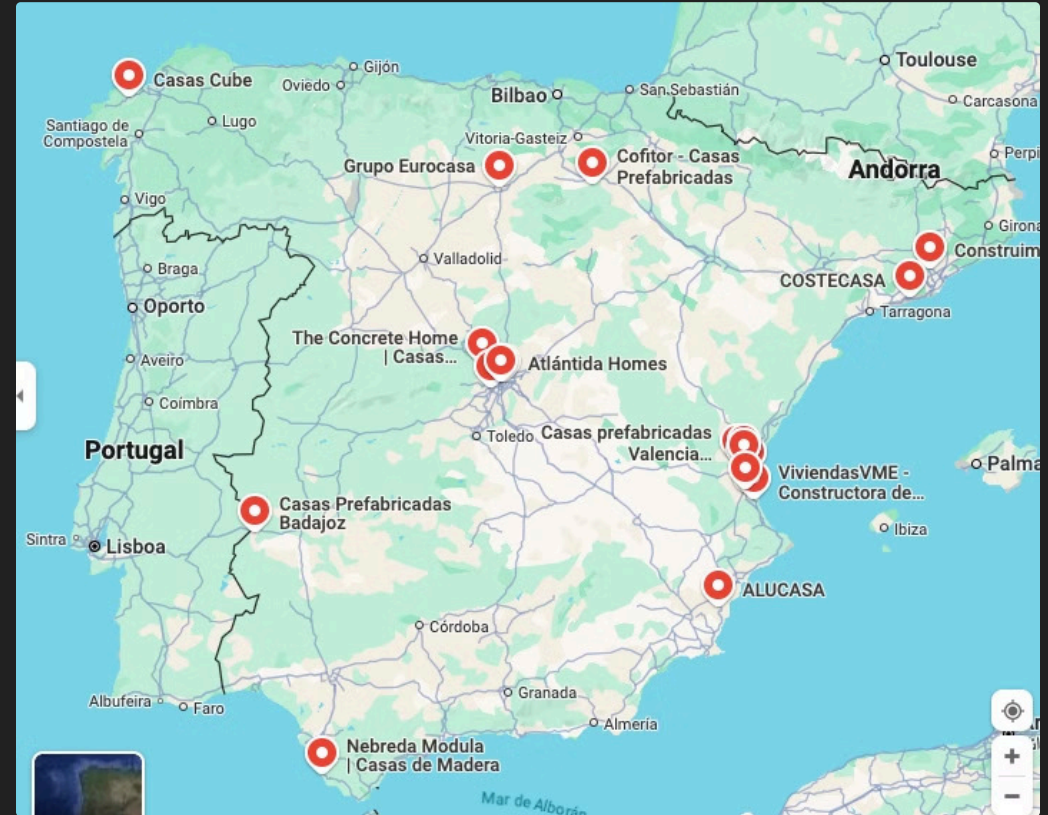 Toulouse
Gijón
Casas Cube
Oviedo
Bilbao
San Sebastián
Carcasona
Santiago de
Compostela
Lugo
Vitoria-Gasteiz
Grupo Eurocasa
Cofitor - Casas
Prefabricadas
Perpi
Andorra
Vigo
Girona
Valladolid
Construim
Braga
COSTECASA
Oporto
Tarragona
The Concrete Home
| Casas...
Atlántida Homes
Aveiro
Coímbra
Toledo
Casas prefabricadas
Valencia...
Portugal
Palma
ViviendasVME -
Constructora de...
Casas Prefabricadas
Badajoz
Ibiza
Sintra
Lisboa
ALUCASA
Córdoba
Granada
Albufeira
Faro
Almería
Nebreda Modula
| Casas de Madera
Mar de Alborán